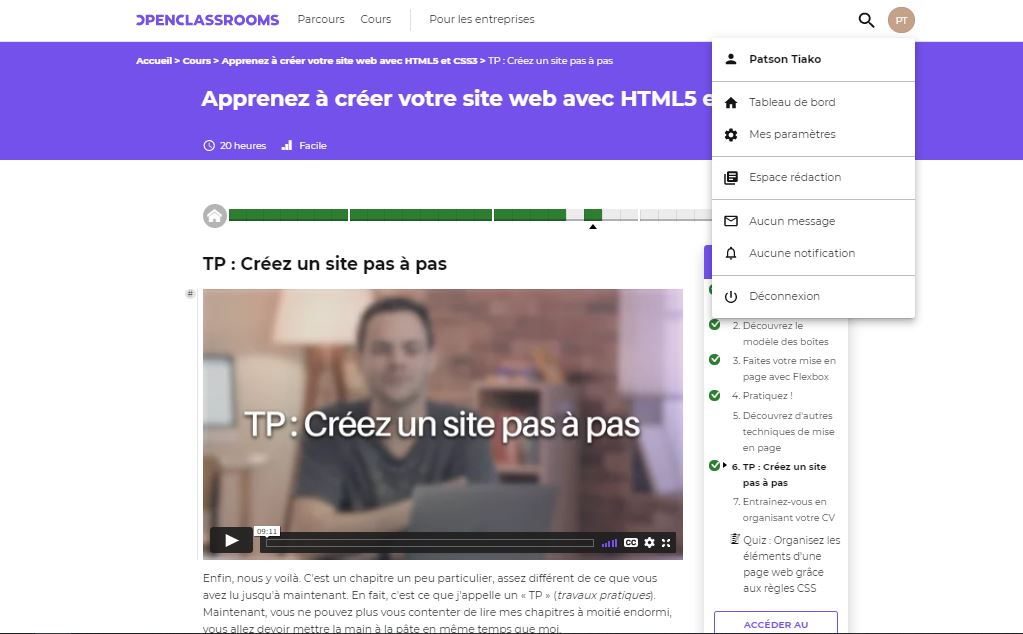 OPENCLASSROOMS
Parcours
Cours
Pour les entreprises
PT
Accueil > Cours > Apprenez à créer votre site web avec HTML5 et CSS3 > TP : Créez un site pas à pas
Apprenez à créer votre site web avec HTML5
20 heures
Facile
Patson Tiako
Tableau de bord
Mes paramètres
Espace rédaction
Aucun message
Aucune notification
Déconnexion
TP : Créez un site pas à pas
#
TP : Créez un site pas à pas
09:11
CC
Enfin, nous y voilà. C'est un chapitre un peu particulier, assez différent de ce que vous
avez lu jusqu'à maintenant. En fait, c'est ce que j'appelle un « TP » (travaux pratiques).
Maintenant, vous ne pouvez plus vous contenter de lire mes chapitres à moitié endormi,
vous allez devoir mettre la main à la pâte en même temps que moi.
2. Découvrez le
modèle des boîtes
3. Faites votre mise en
page avec Flexbox
4. Pratiquez !
5. Découvrez d'autres
techniques de mise
en page
6. TP : Créez un site
pas à pas
7. Entraînez-vous en
organisant votre CV
Quiz : Organisez les
éléments d'une
page web grâce
aux règles CSS
ACCÉDER AU